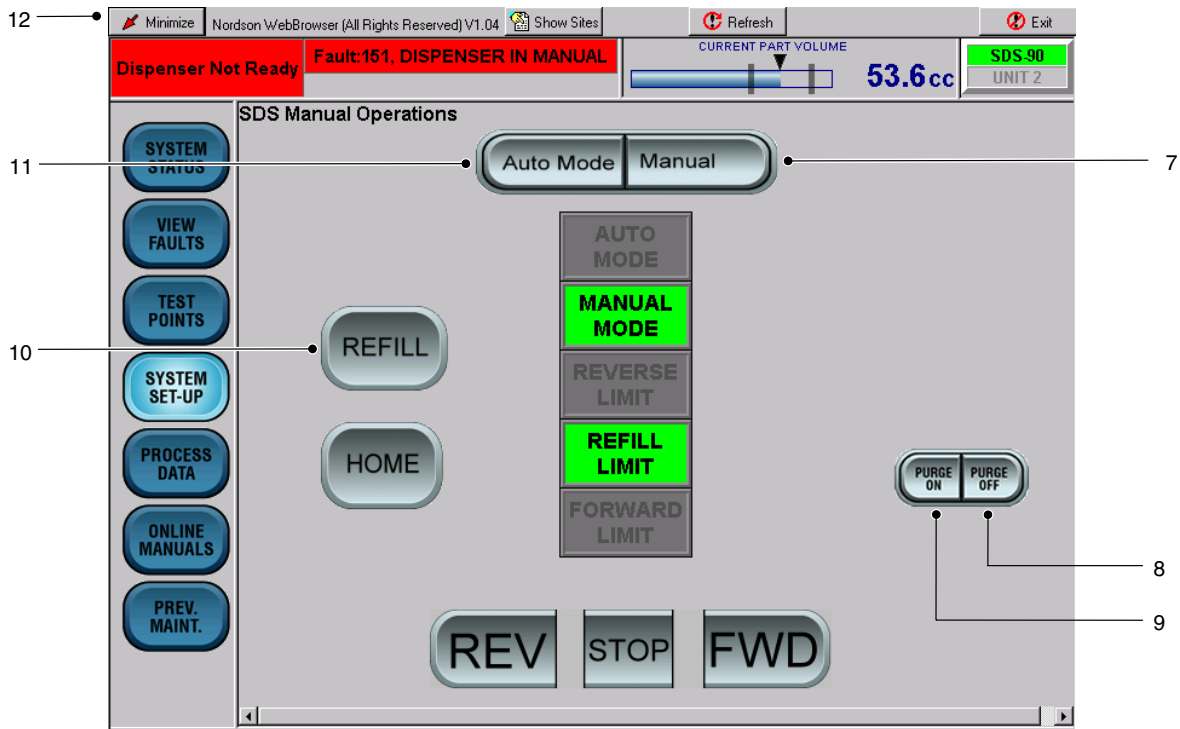 12
Minimize
Nordson WebBrowser (All Rights Reserved) V1.04
Show Sites
Refresh
Exit
Dispenser Not Ready
Fault:151, DISPENSER IN MANUAL
CURRENT PART VOLUME
53.6cc
SDS-90
UNIT 2
SDS Manual Operations
11
Auto Mode
Manual
7
SYSTEM
STATUS
VIEW
FAULTS
TEST
POINTS
SYSTEM
SET-UP
PROCESS
DATA
ONLINE
MANUALS
PREV.
MAINT.
AUTO
MODE
MANUAL
MODE
REVERSE
LIMIT
REFILL
LIMIT
FORWARD
LIMIT
10
REFILL
HOME
PURGE
ON
PURGE
OFF
8
9
REV
STOP
FWD